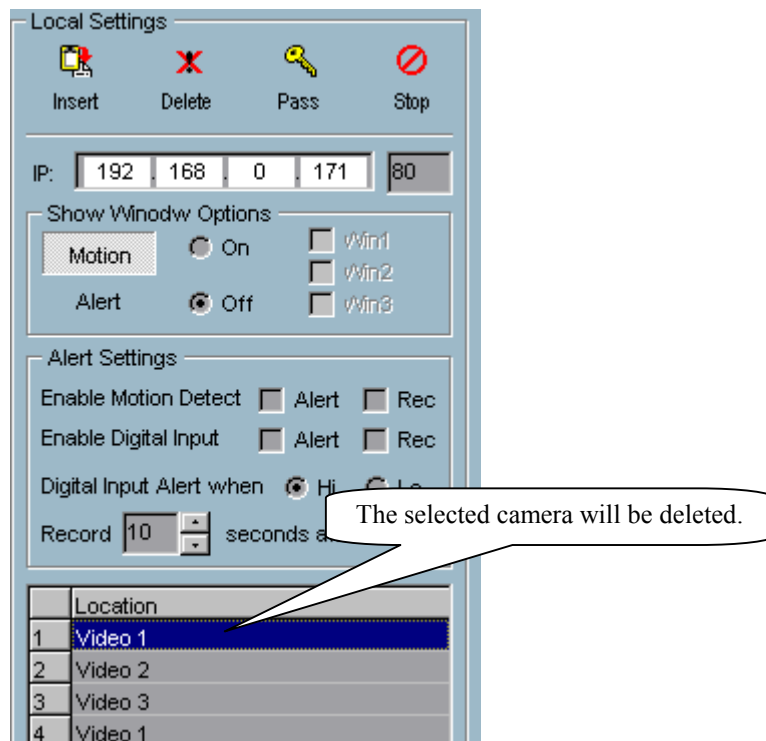 Local Settings
Insert Delete Pass Stop
IP: 192 . 168 . 0 . 171 80
Show Winodw Options
Motion On Win1
Win2
Alert Off Win3
Alert Settings
Enable Motion Detect Alert Rec
Enable Digital Input Alert Rec
Digital Input Alert when Hi
Record 10 seconds
The selected camera will be deleted.
Location
1 Video 1
2 Video 2
3 Video 3
4 Video 1